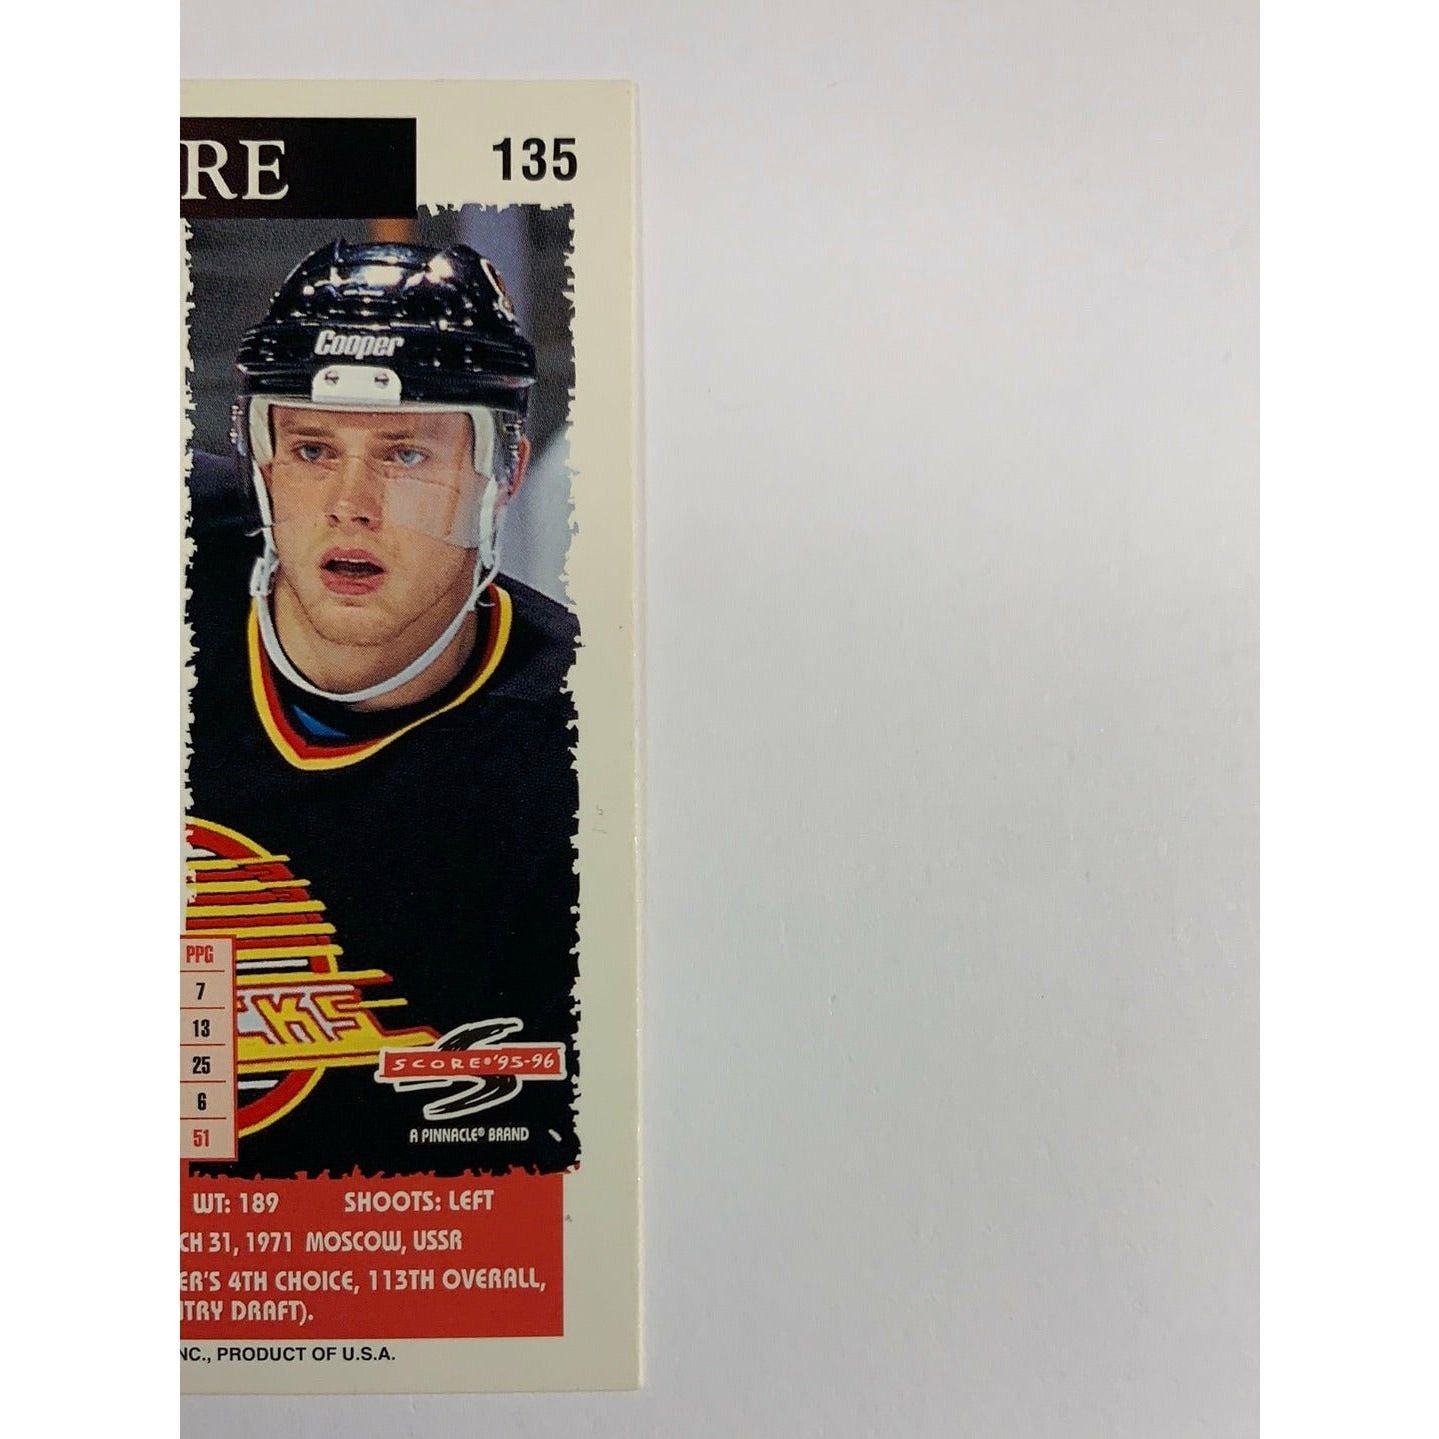 RE
135
Cooper
PPG
7
13
25
6
51
KS
SCORE®'95-96
A PINNACLE® BRAND
WT: 189 SHOOTS: LEFT
CH 31, 1971 MOSCOW, USSR
ER'S 4TH CHOICE, 113TH OVERALL,
TRY DRAFT).
NC., PRODUCT OF U.S.A.